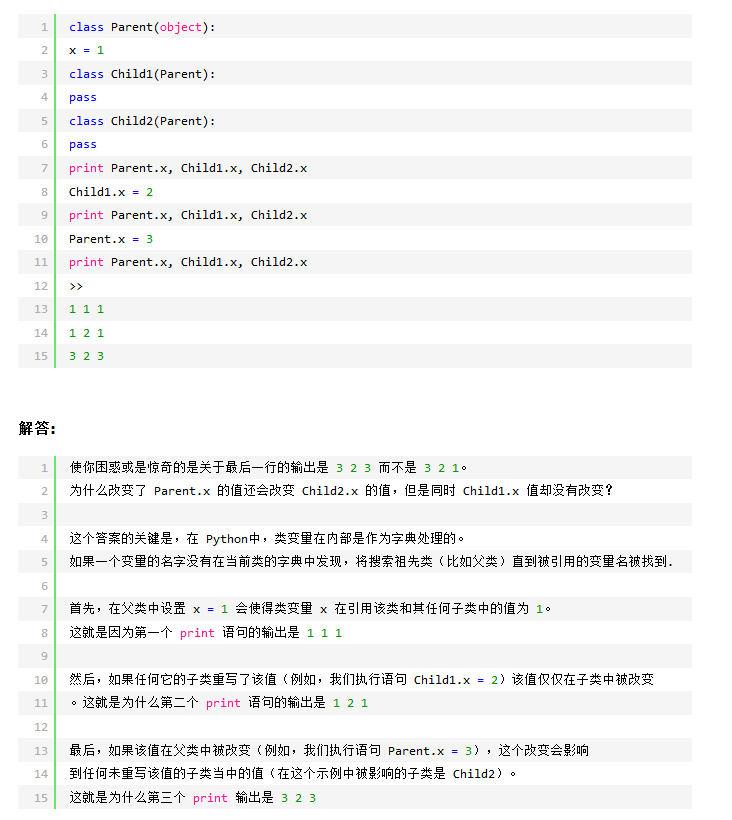 1 class Parent(object):
2 x = 1
3 class Child1(Parent):
4 pass
5 class Child2(Parent):
6 pass
7 print Parent.x, Child1.x, Child2.x
8 Child1.x = 2
9 print Parent.x, Child1.x, Child2.x
10 Parent.x = 3
11 print Parent.x, Child1.x, Child2.x
12 >>
13 1 1 1
14 1 2 1
15 3 2 3
解答:
1 使你困惑或是惊奇的是关于最后一行的输出是 3 2 3 而不是 3 2 1。
2 为什么改变了 Parent.x 的值还会改变 Child2.x 的值，但是同时 Child1.x 值却没有改变？
3
4 这个答案的关键是，在 Python中，类变量在内部是作为字典处理的。
5 如果一个变量的名字没有在当前类的字典中发现，将搜索祖先类（比如父类）直到被引用的变量名被找到.
6
7 首先，在父类中设置 x = 1 会使得类变量 x 在引用该类和其任何子类中的值为 1。
8 这就是因为第一个 print 语句的输出是 1 1 1
9
10 然后，如果任何它的子类重写了该值（例如，我们执行语句 Child1.x = 2）该值仅仅在子类中被改变
11 。这就是为什么第二个 print 语句的输出是 1 2 1
12
13 最后，如果该值在父类中被改变（例如，我们执行语句 Parent.x = 3），这个改变会影响
14 到任何未重写该值的子类当中的值（在这个示例中被影响的子类是 Child2）。
15 这就是为什么第三个 print 输出是 3 2 3